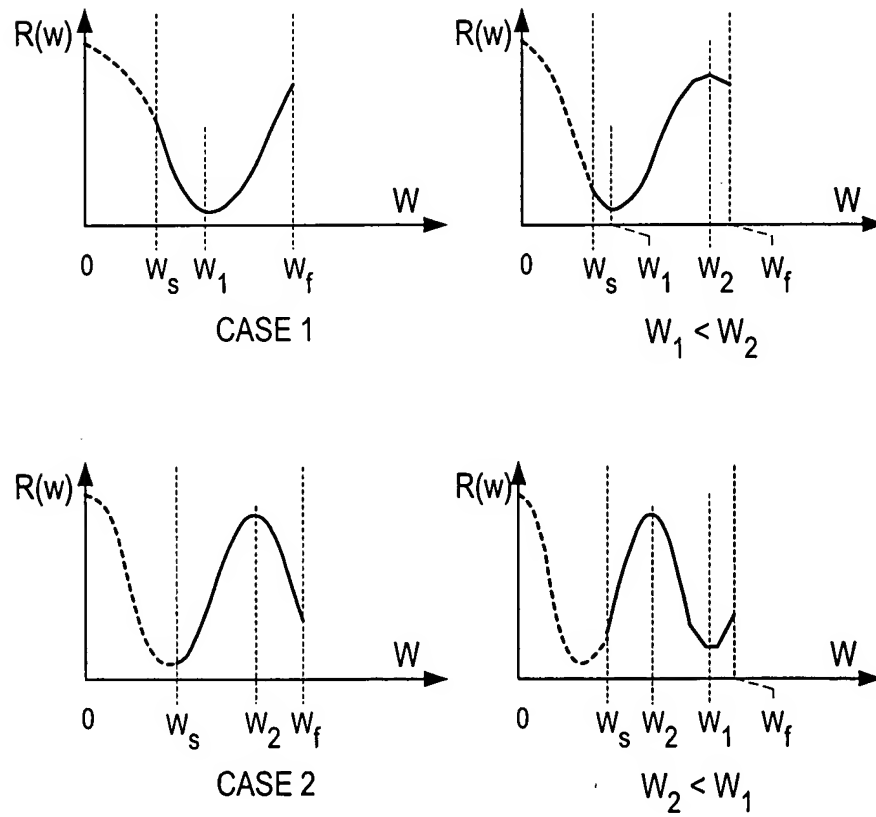 R(w)
W
0
W_s
W_1
W_f
CASE 1
R(w)
W
0
W_s
W_1
W_2
W_f
W_1 < W_2
R(w)
W
0
W_s
W_2
W_f
CASE 2
R(w)
W
0
W_s
W_2
W_1
W_f
W_2 < W_1